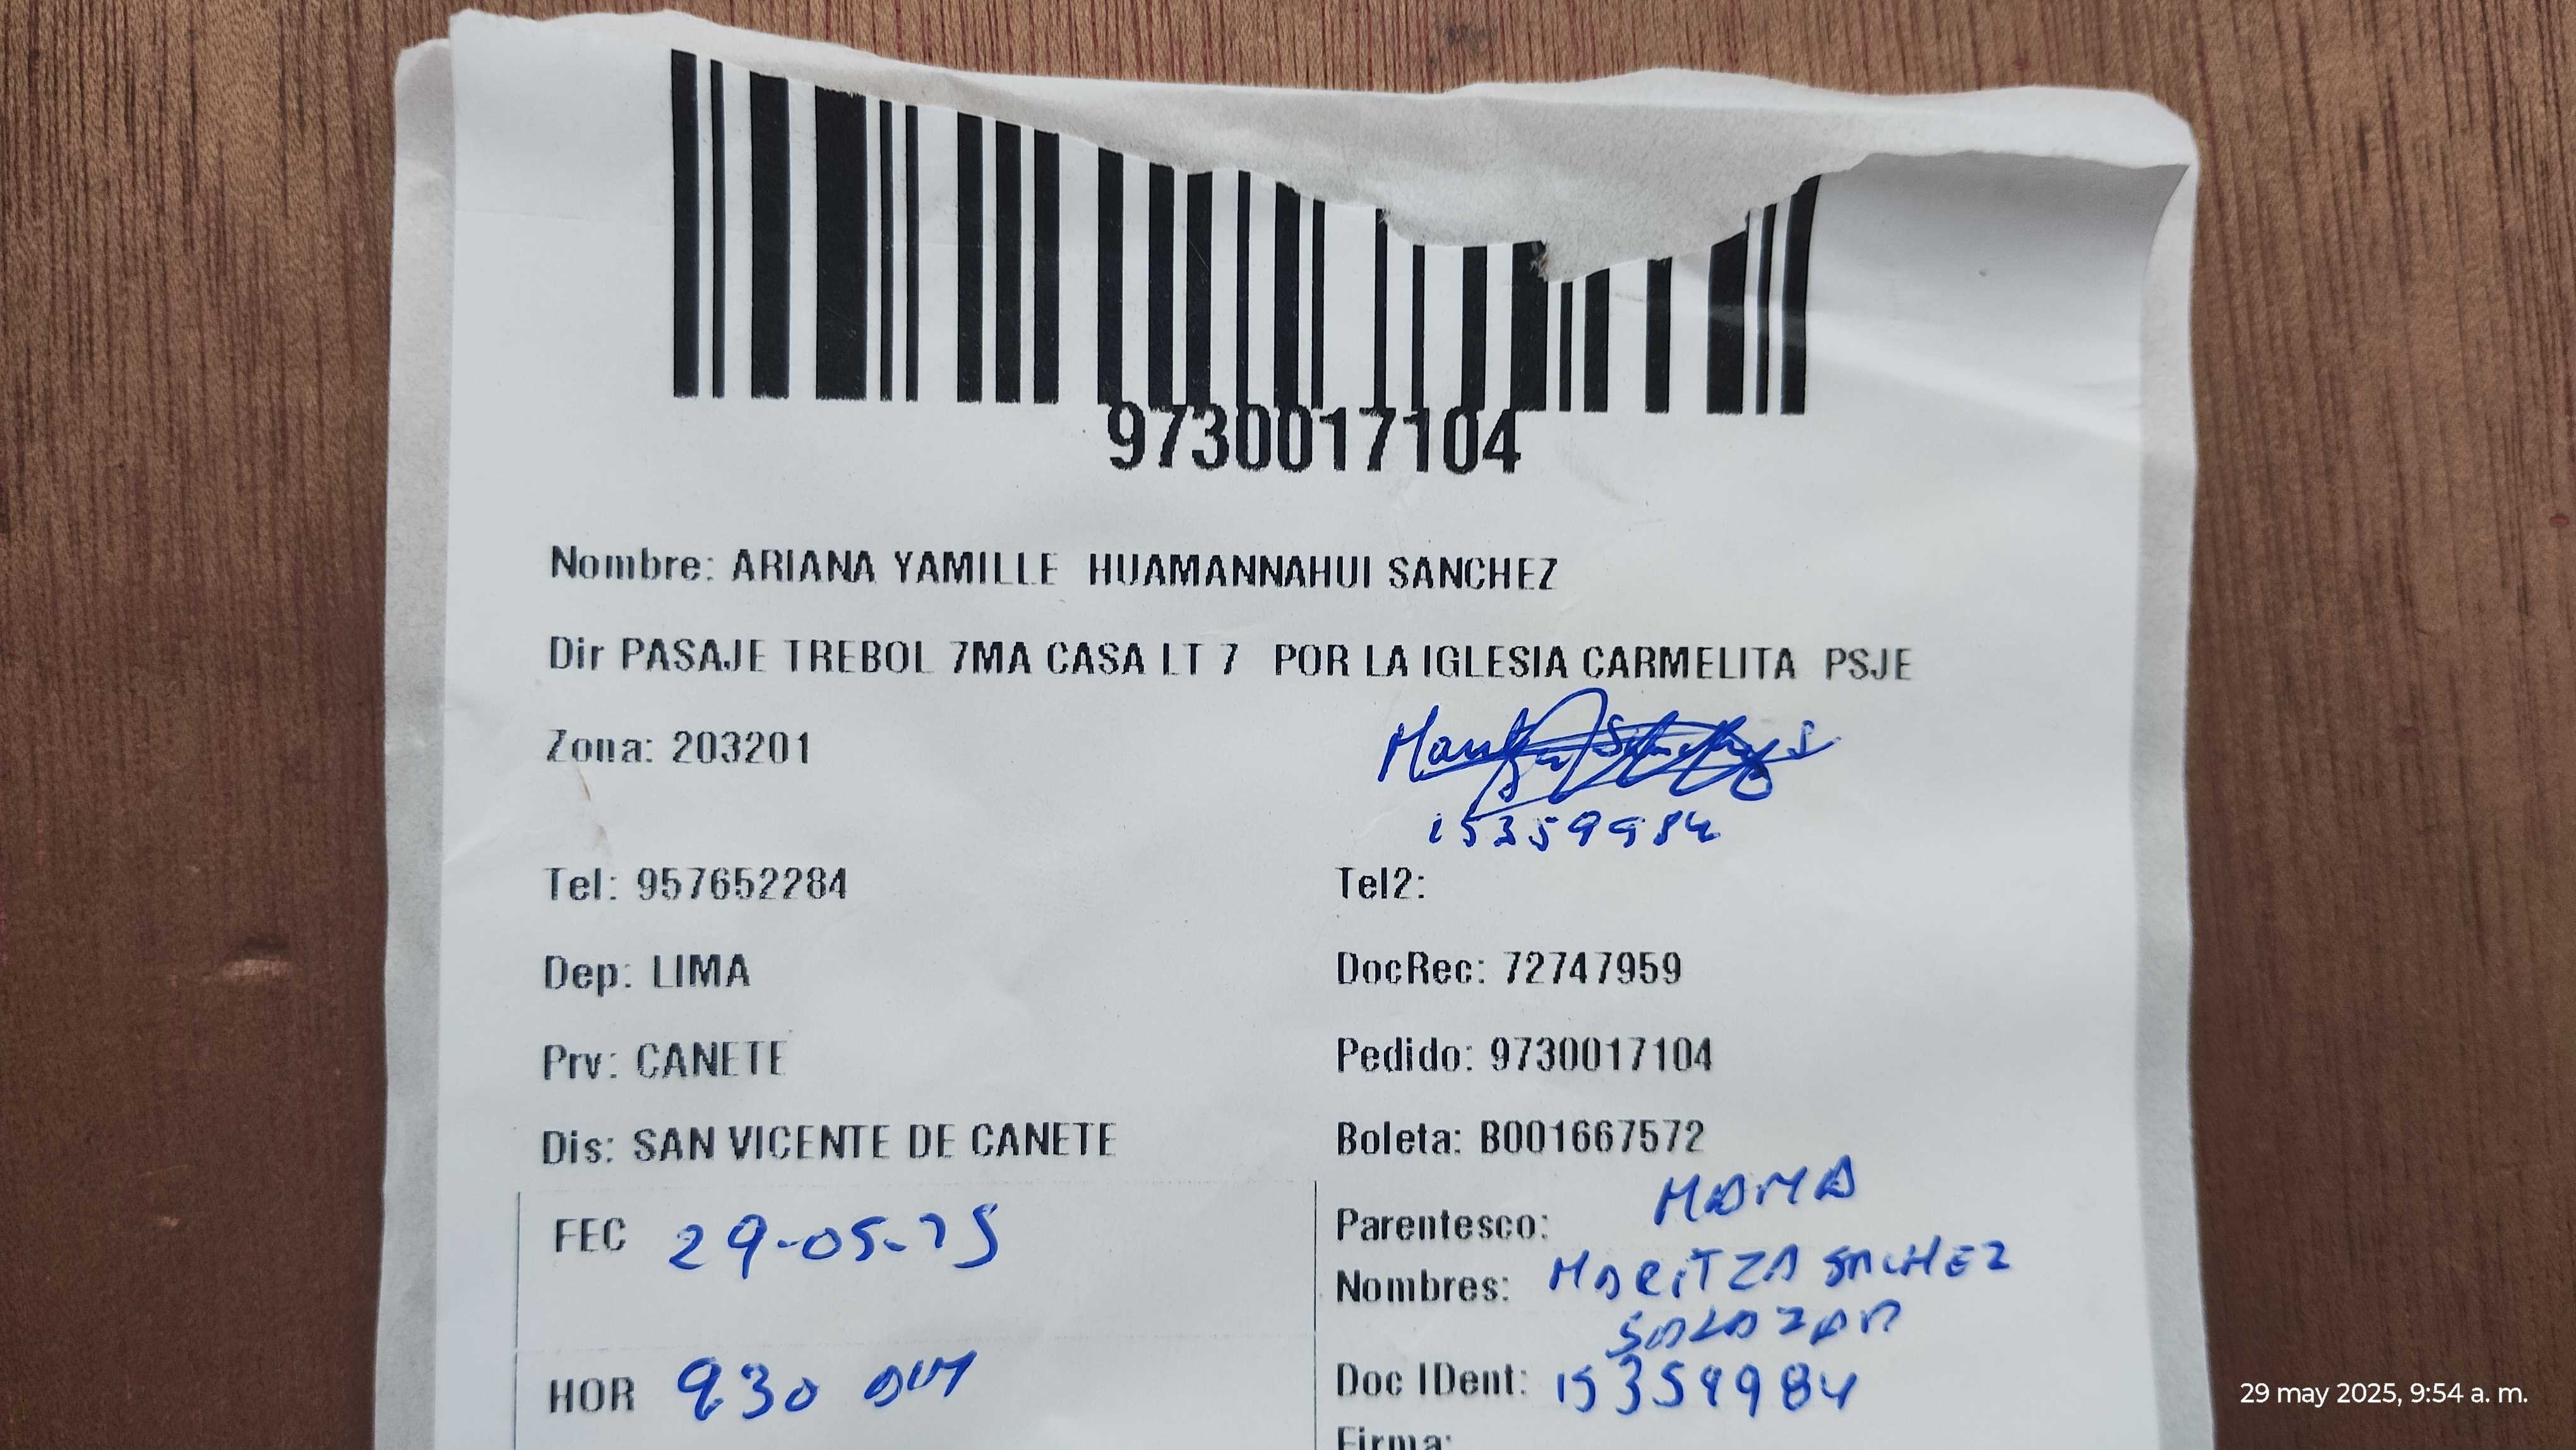 9730017104
Nombre: ARIANA YAMILLE HUAMANNAHUI SANCHEZ
Dir PASAJE TREBOL 7MA CASA LT 7 POR LA IGLESIA CARMELITA PSJE
Zona: 203201
15359984
Tel: 957652284 Tel2:
Dep: LIMA DocRec: 72747959
Prv: CANETE Pedido: 9730017104
Dis: SAN VICENTE DE CANETE Boleta: B001667572
FEC 29-05-25 Parentesco: MAMA
Nombres: MARITZA SANCHEZ
SALAZAR
HOR 930 AM Doc IDent: 15359984
Firma:
29 may 2025, 9:54 a. m.